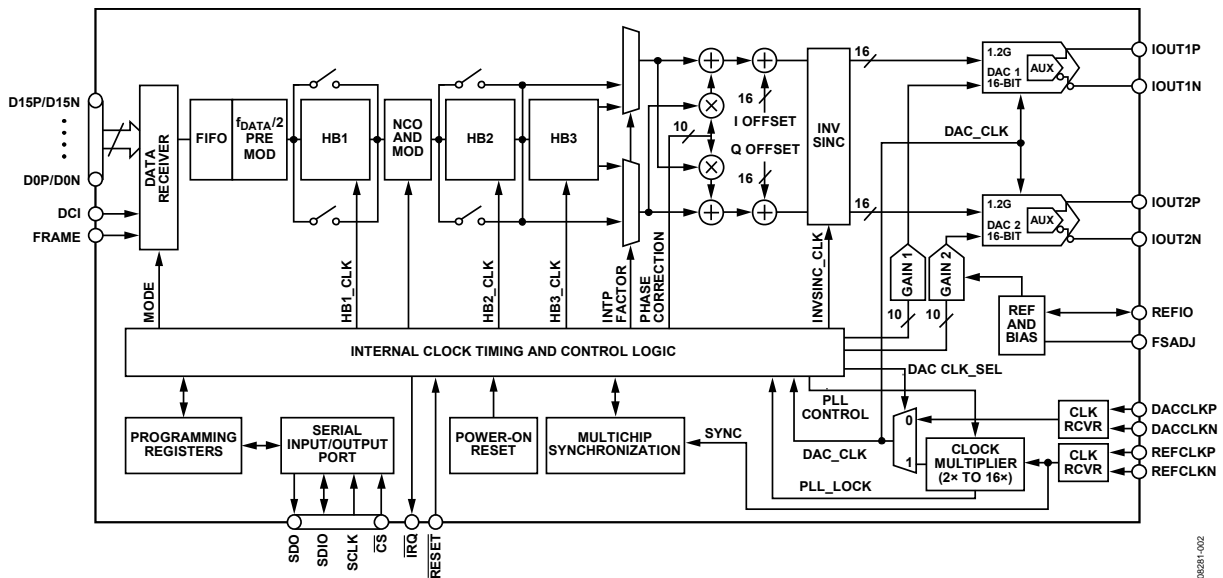 D15P/D15N
D0P/D0N
DCI
FRAME
DATA
RECEIVER
FIFO
fDATA/2
PRE
MOD
HB1
NCO
AND
MOD
HB2
HB3
16
I OFFSET
10
Q OFFSET
16
INV
SINC
16
16
1.2G
DAC 1
16-BIT
AUX
IOUT1P
IOUT1N
DAC_CLK
1.2G
DAC 2
16-BIT
AUX
IOUT2P
IOUT2N
MODE
HB1_CLK
HB2_CLK
HB3_CLK
INTP
FACTOR
PHASE
CORRECTION
INVSINC_CLK
GAIN 1
GAIN 2
10
10
REF
AND
BIAS
REFIO
FSADJ
INTERNAL CLOCK TIMING AND CONTROL LOGIC
DAC CLK_SEL
PLL
CONTROL
PROGRAMMING
REGISTERS
SERIAL
INPUT/OUTPUT
PORT
POWER-ON
RESET
MULTICHIP
SYNCHRONIZATION
SYNC
DAC_CLK
PLL_LOCK
0
1
CLOCK
MULTIPLIER
(2× TO 16×)
CLK
RCVR
CLK
RCVR
DACCLKP
DACCLKN
REFCLKP
REFCLKN
SDO
SDIO
SCLK
CS
IRQ
RESET
08281-002